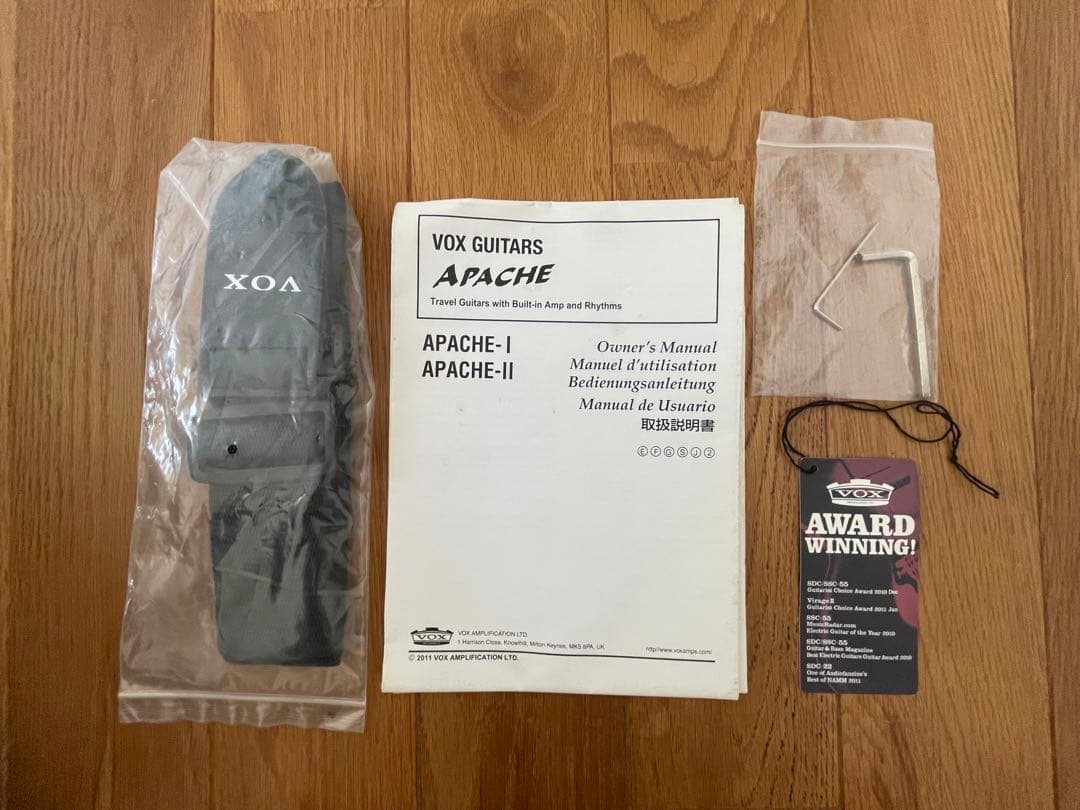 VOX
VOX GUITARS
APACHE
Travel Guitars with Built-in Amp and Rhythms
APACHE-I
APACHE-II
Owner's Manual
Manuel d'utilisation
Bedienungsanleitung
Manual de Usuario
取扱説明書
Ⓔ Ⓕ Ⓖ Ⓢ Ⓙ ②
VOX
VOX AMPLIFICATION LTD.
1 Harrison Close, Knowlhill, Milton Keynes, MK5 8PA, UK
http://www.voxamps.com/
© 2011 VOX AMPLIFICATION LTD.
VOX
AWARD
WINNING!
SDC/SSC-55
Guitarist Choice Award 2010 Dec
Virage II
Guitarist Choice Award 2011 Jan
SSC-55
MusicRadar.com
Electric Guitar of the Year 2010
SDC/SSC-55
Guitar & Bass Magazine
Best Electric Guitars Guitar Award 2010
SDC-22
One of Audiofanzine's
Best of NAMM 2011